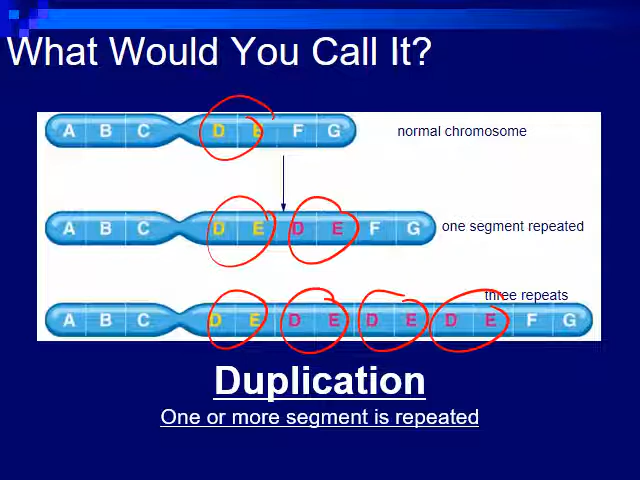 What Would You Call It?
A B C D E F G normal chromosome
A B C D E D E F G one segment repeated
three repeats
A B C D E D E D E D E F G
Duplication
One or more segment is repeated